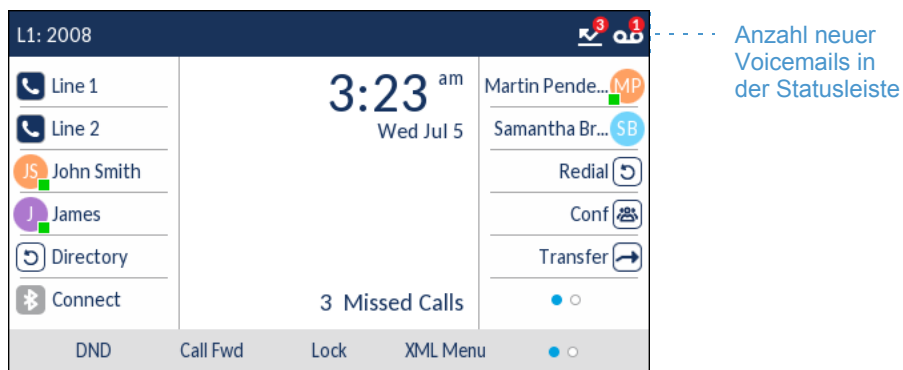 L1: 2008
3
1
Anzahl neuer
Voicemails in
der Statusleiste
Line 1
Line 2
JS John Smith
J James
Directory
Connect
3:23 am
Wed Jul 5
3 Missed Calls
Martin Pende... MP
Samantha Br... SB
Redial
Conf
Transfer
DND Call Fwd Lock XML Menu